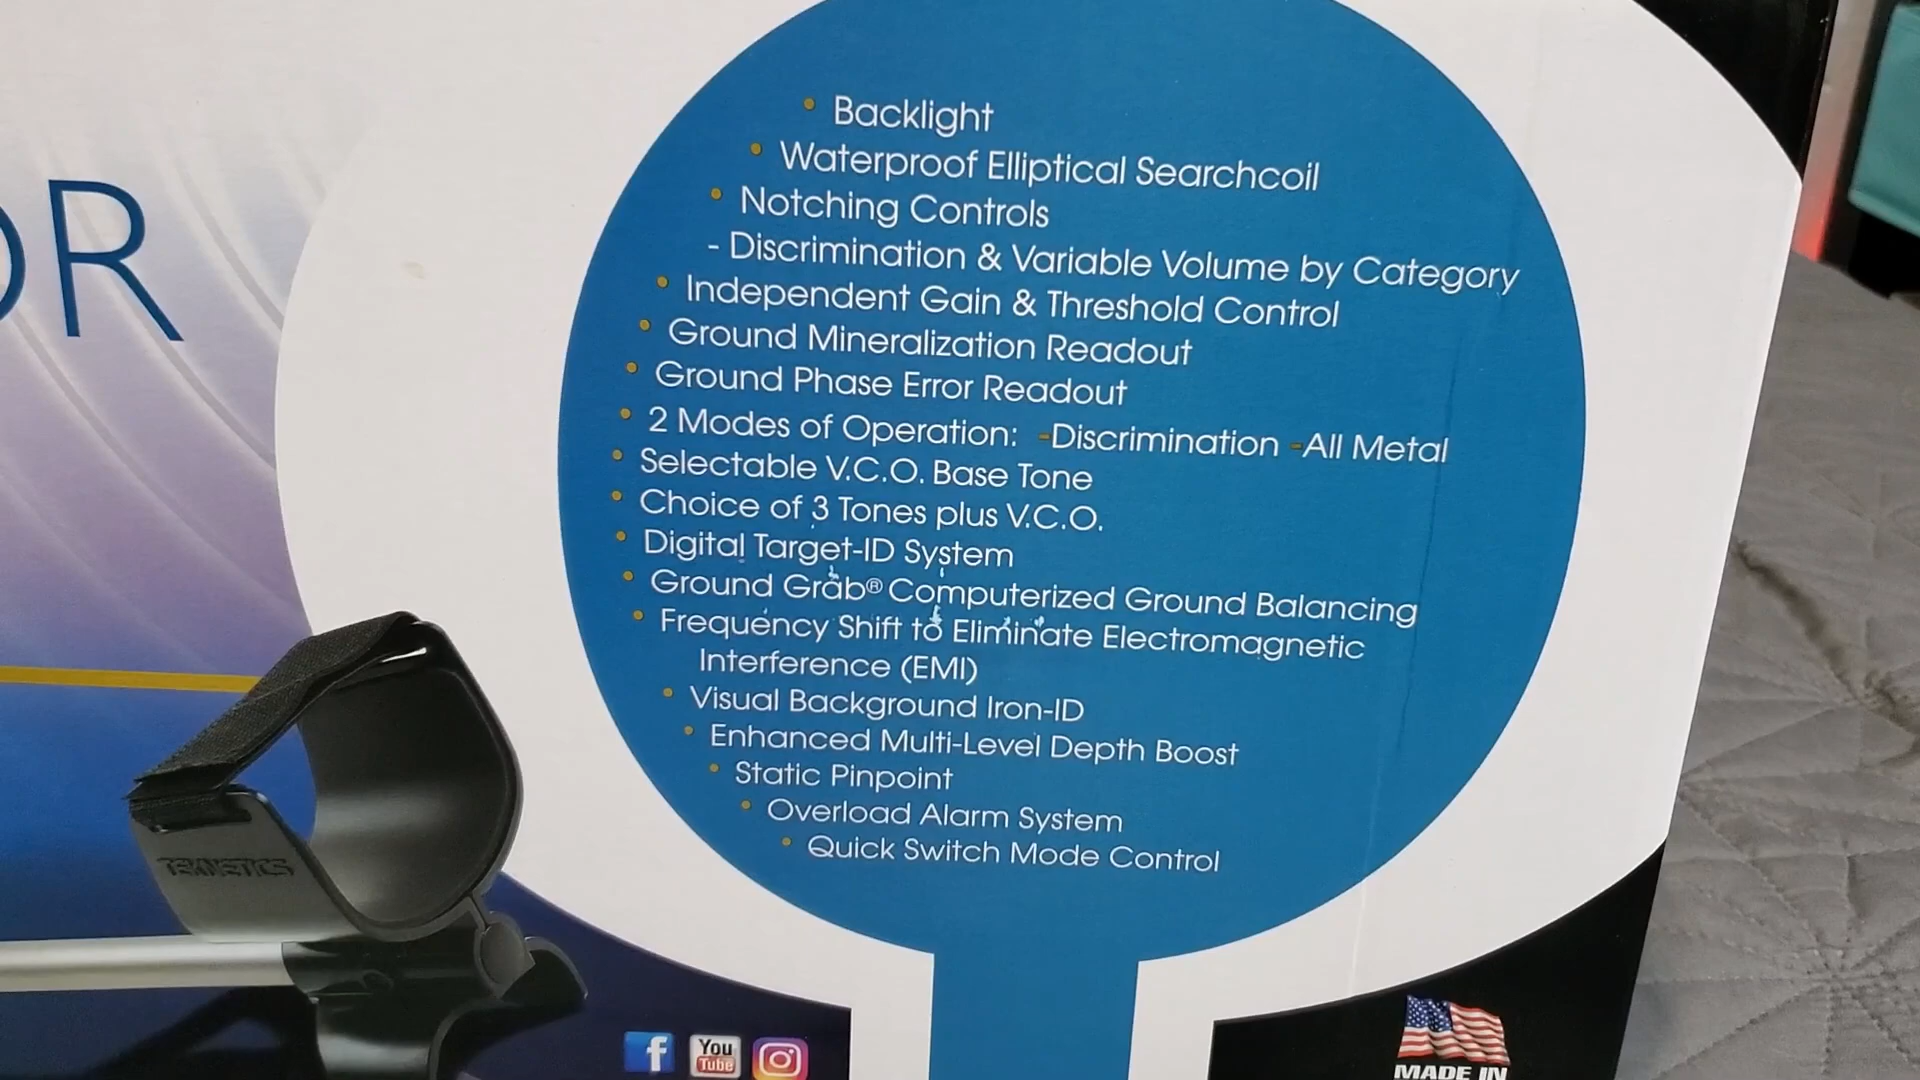 OR
• Backlight
• Waterproof Elliptical Searchcoil
• Notching Controls
- Discrimination & Variable Volume by Category
• Independent Gain & Threshold Control
• Ground Mineralization Readout
• Ground Phase Error Readout
• 2 Modes of Operation: -Discrimination -All Metal
• Selectable V.C.O. Base Tone
• Choice of 3 Tones plus V.C.O.
• Digital Target-ID System
• Ground Grab® Computerized Ground Balancing
• Frequency Shift to Eliminate Electromagnetic
Interference (EMI)
• Visual Background Iron-ID
• Enhanced Multi-Level Depth Boost
• Static Pinpoint
• Overload Alarm System
• Quick Switch Mode Control
TEKNETICS
f
You
Tube
MADE IN